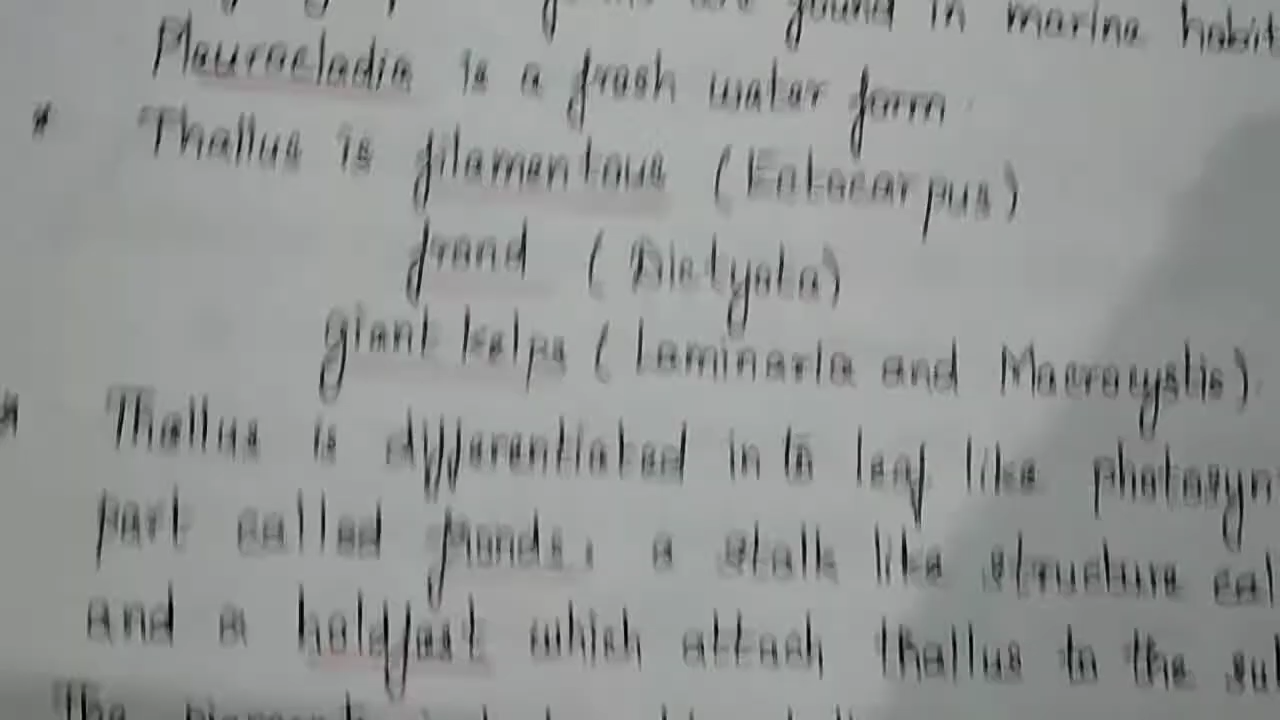 found in marine habit
Pleurocladia is a fresh water form.
* Thallus is filamentous (Ectocarpus)
frond (Dictyota)
giant kelps (Laminaria and Macrocystis).
* Thallus is differentiated in to leaf like photosyn
part called fronds, a stalk like structure cal
and a holdfast which attach thallus to the su
The